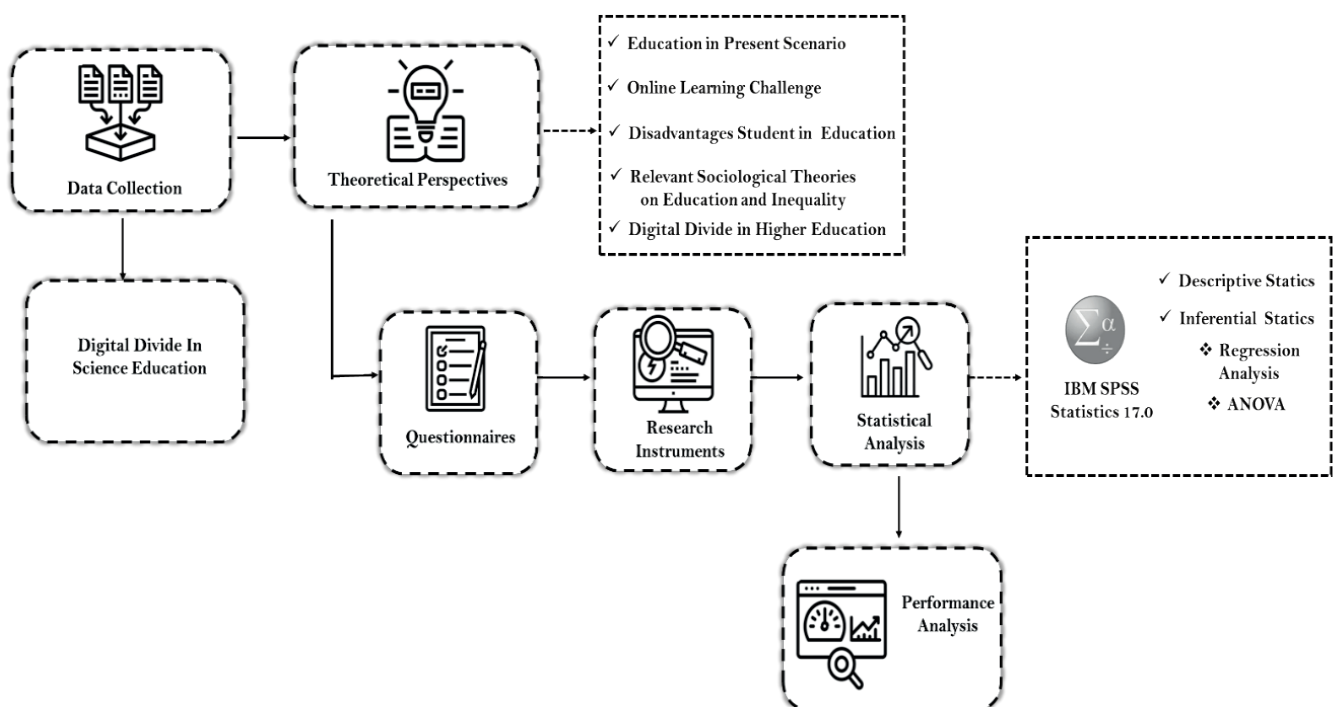 Data Collection
Theoretical Perspectives
✓ Education in Present Scenario
✓ Online Learning Challenge
✓ Disadvantages Student in Education
✓ Relevant Sociological Theories
on Education and Inequality
✓ Digital Divide in Higher Education
Digital Divide In
Science Education
Questionnaires
Research
Instruments
Statistical
Analysis
Σ α ÷
IBM SPSS
Statistics 17.0
✓ Descriptive Statics
✓ Inferential Statics
❖ Regression
Analysis
❖ ANOVA
Performance
Analysis